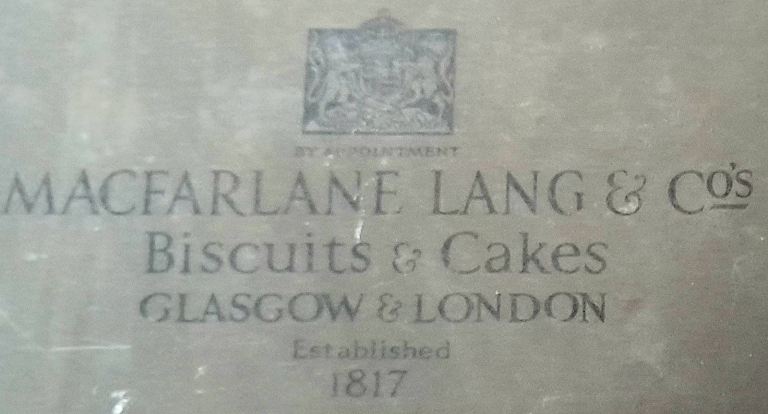 BY APPOINTMENT
MACFARLANE LANG & Co's
Biscuits & Cakes
GLASGOW & LONDON
Established
1817